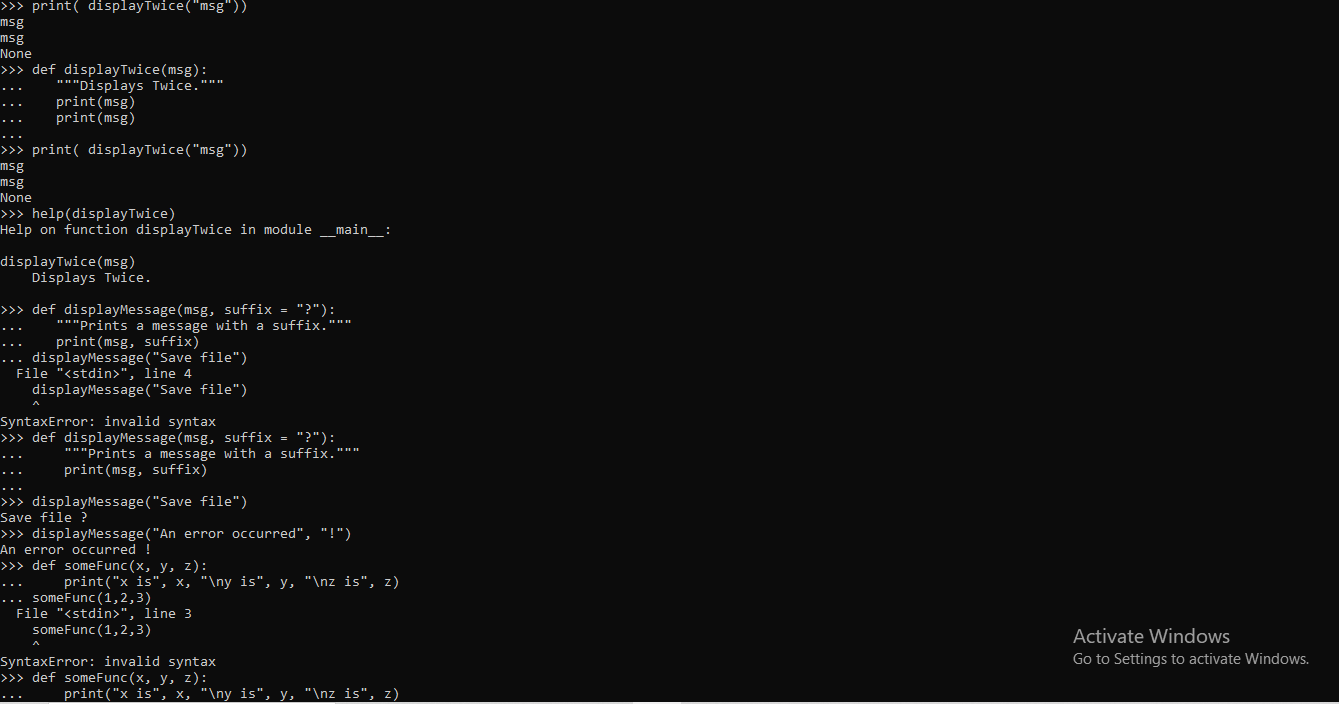 >>> print( displayTwice("msg"))
msg
msg
None
>>> def displayTwice(msg):
...    """Displays Twice."""
...    print(msg)
...    print(msg)
...
>>> print( displayTwice("msg"))
msg
msg
None
>>> help(displayTwice)
Help on function displayTwice in module __main__:

displayTwice(msg)
    Displays Twice.

>>> def displayMessage(msg, suffix = "?"):
...    """Prints a message with a suffix."""
...    print(msg, suffix)
... displayMessage("Save file")
  File "<stdin>", line 4
    displayMessage("Save file")
    ^
SyntaxError: invalid syntax
>>> def displayMessage(msg, suffix = "?"):
...     """Prints a message with a suffix."""
...     print(msg, suffix)
...
>>> displayMessage("Save file")
Save file ?
>>> displayMessage("An error occurred", "!")
An error occurred !
>>> def someFunc(x, y, z):
...     print("x is", x, "\ny is", y, "\nz is", z)
... someFunc(1,2,3)
  File "<stdin>", line 3
    someFunc(1,2,3)
    ^
SyntaxError: invalid syntax
>>> def someFunc(x, y, z):
...     print("x is", x, "\ny is", y, "\nz is", z)
Activate Windows
Go to Settings to activate Windows.